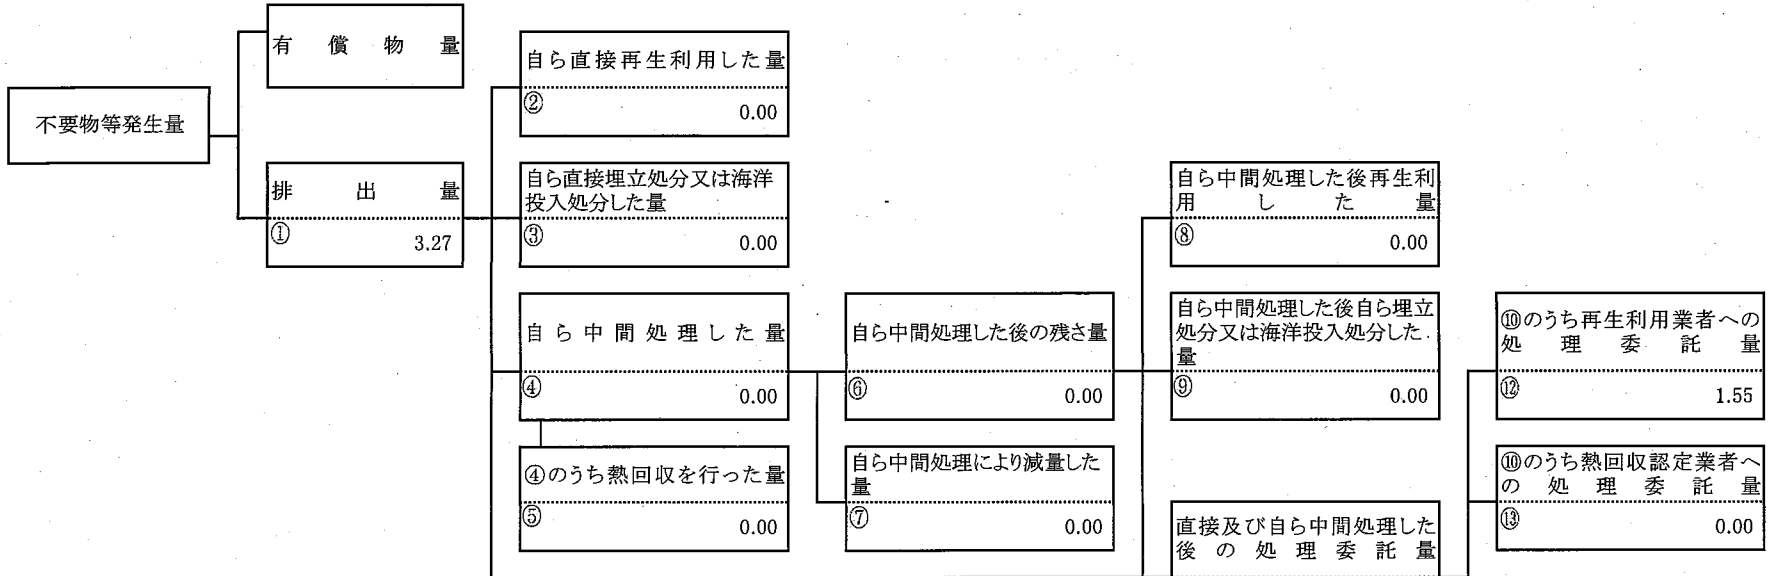 有償物量
不要物等発生量
排出量
① 3.27
自ら直接再生利用した量
② 0.00
自ら直接埋立処分又は海洋
投入処分した量
③ 0.00
自ら中間処理した量
④ 0.00
④のうち熱回収を行った量
⑤ 0.00
自ら中間処理した後の残さ量
⑥ 0.00
自ら中間処理により減量した
量
⑦ 0.00
自ら中間処理した後再生利
用した量
⑧ 0.00
自ら中間処理した後自ら埋立
処分又は海洋投入処分した
量
⑨ 0.00
直接及び自ら中間処理した
後の処理委託量
⑩のうち再生利用業者への
処理委託量
⑫ 1.55
⑩のうち熱回収認定業者へ
の処理委託量
⑬ 0.00